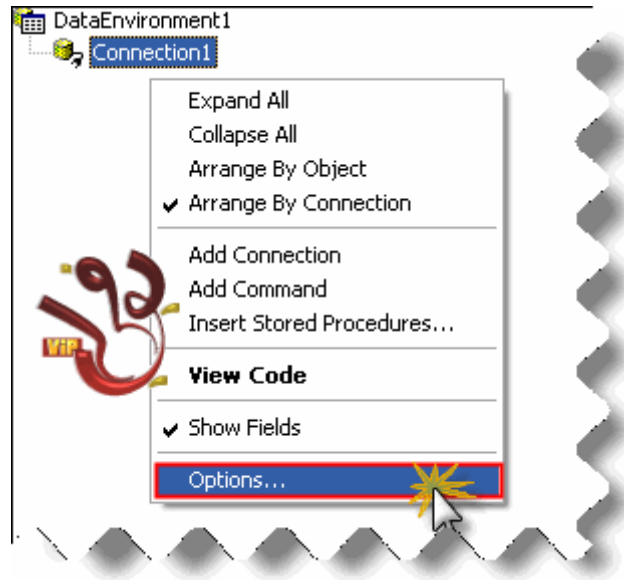 DataEnvironment1
Connection1
Expand All
Collapse All
Arrange By Object
Arrange By Connection
Add Connection
Add Command
Insert Stored Procedures...
View Code
Show Fields
Options...
ViP